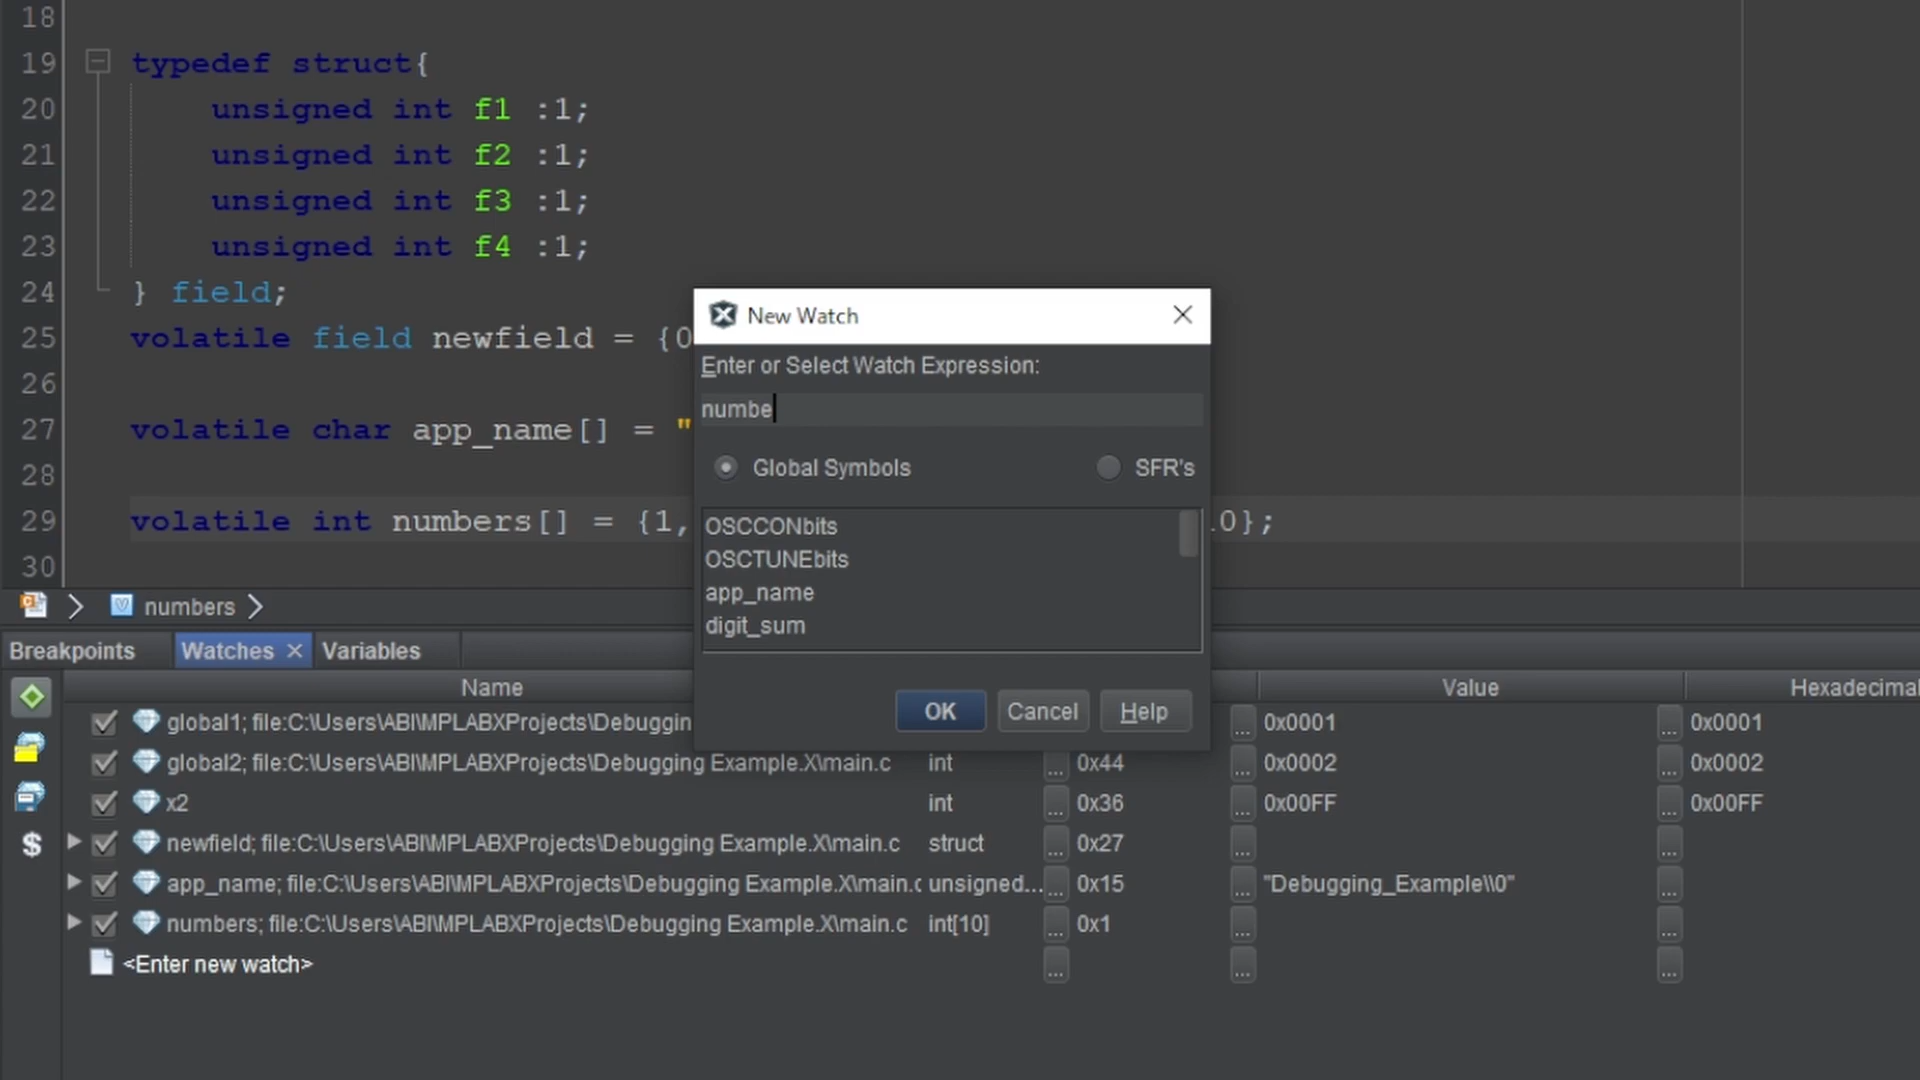 18
19 typedef struct{
20 unsigned int f1 :1;
21 unsigned int f2 :1;
22 unsigned int f3 :1;
23 unsigned int f4 :1;
24 } field;
25 volatile field newfield = {0
26
27 volatile char app_name[] = "
28
29 volatile int numbers[] = {1, .0};
30
New Watch
Enter or Select Watch Expression:
numbe
Global Symbols SFR's
OSCCONbits
OSCTUNEbits
app_name
digit_sum
OK Cancel Help
numbers
Breakpoints Watches Variables
Name Value Hexadecimal
global1; file:C:\Users\ABI\MPLABXProjects\Debuggin ... 0x0001 ... 0x0001
global2; file:C:\Users\ABI\MPLABXProjects\Debugging Example.X\main.c int ... 0x44 ... 0x0002 ... 0x0002
x2 int ... 0x36 ... 0x00FF ... 0x00FF
newfield; file:C:\Users\ABI\MPLABXProjects\Debugging Example.X\main.c struct ... 0x27 ... ...
app_name; file:C:\Users\ABI\MPLABXProjects\Debugging Example.X\main.c unsigned... ... 0x15 ... "Debugging_Example\\0" ...
numbers; file:C:\Users\ABI\MPLABXProjects\Debugging Example.X\main.c int[10] ... 0x1 ... ...
<Enter new watch> ... ... ...